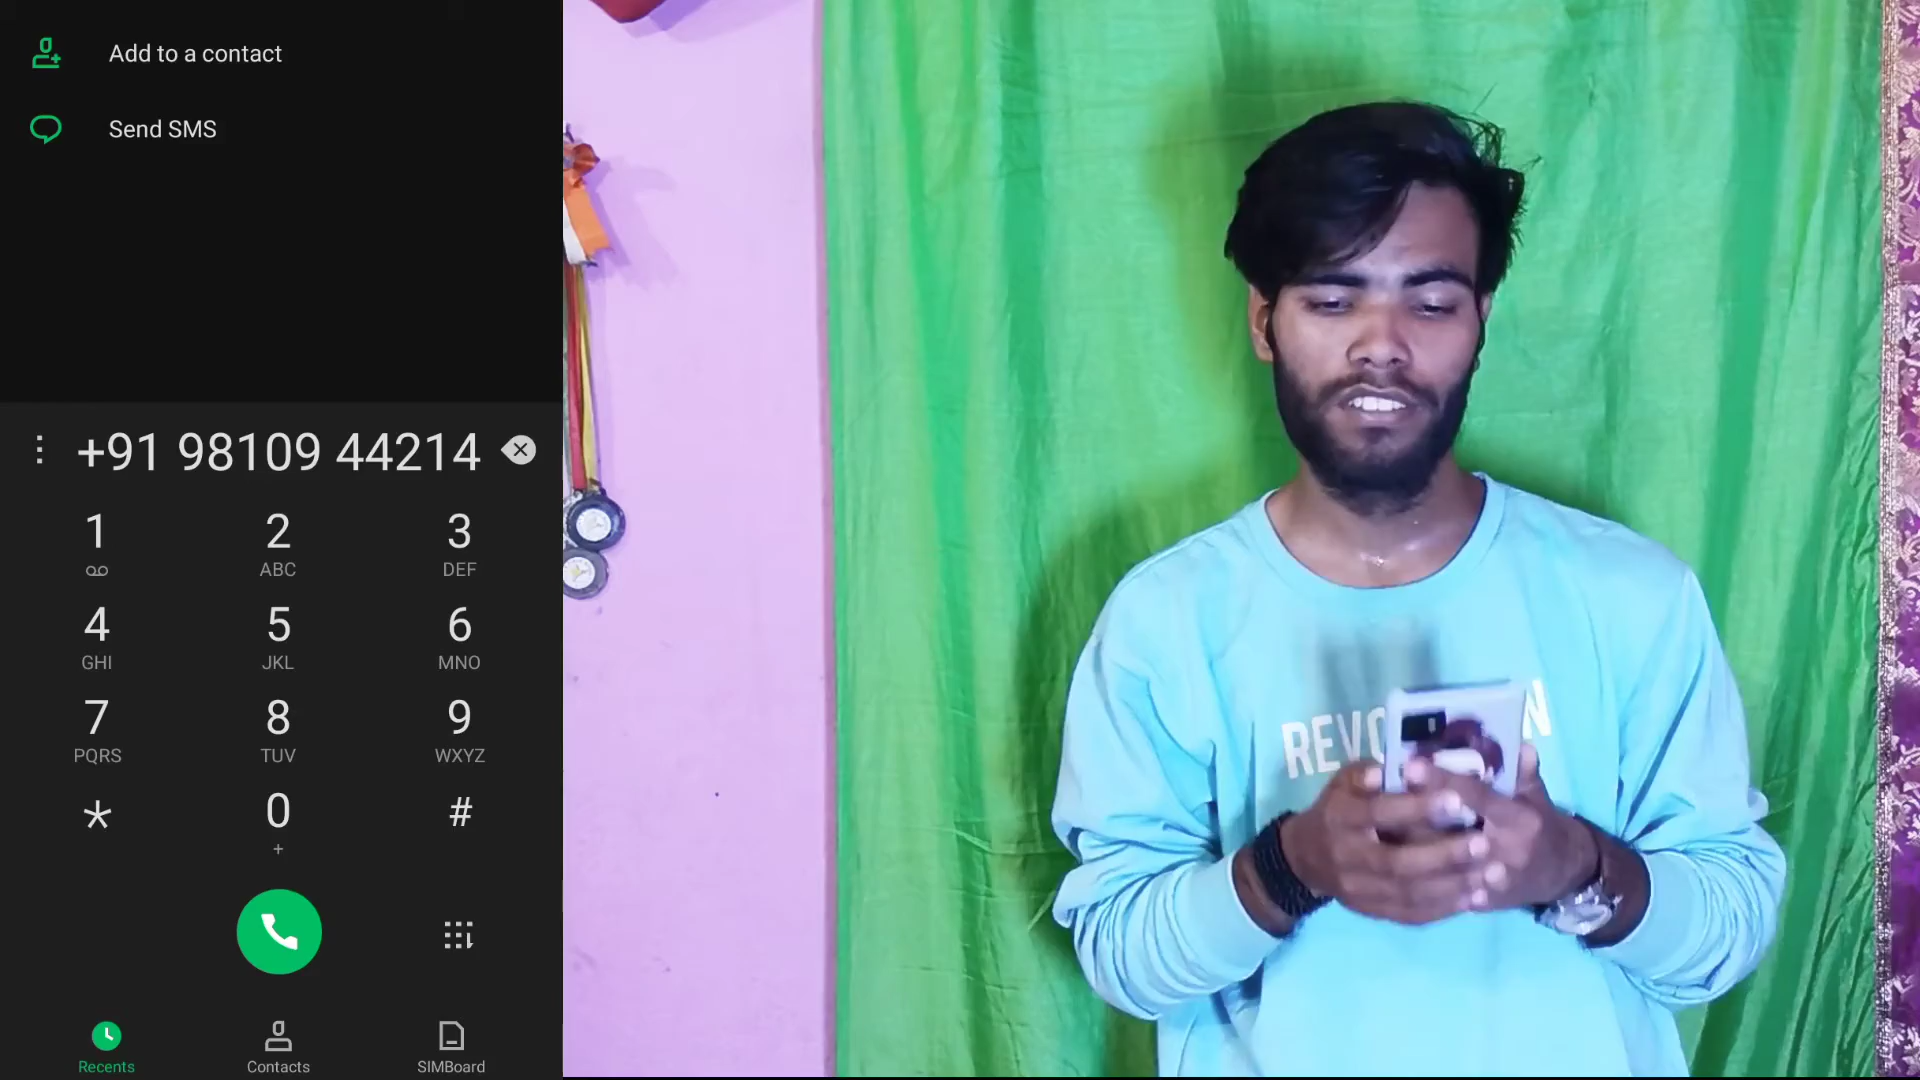 Add to a contact
Send SMS
+91 98109 44214
1 2 3
ABC DEF
4 5 6
GHI JKL MNO
7 8 9
PQRS TUV WXYZ
* 0 #
+
Recents Contacts SIMBoard